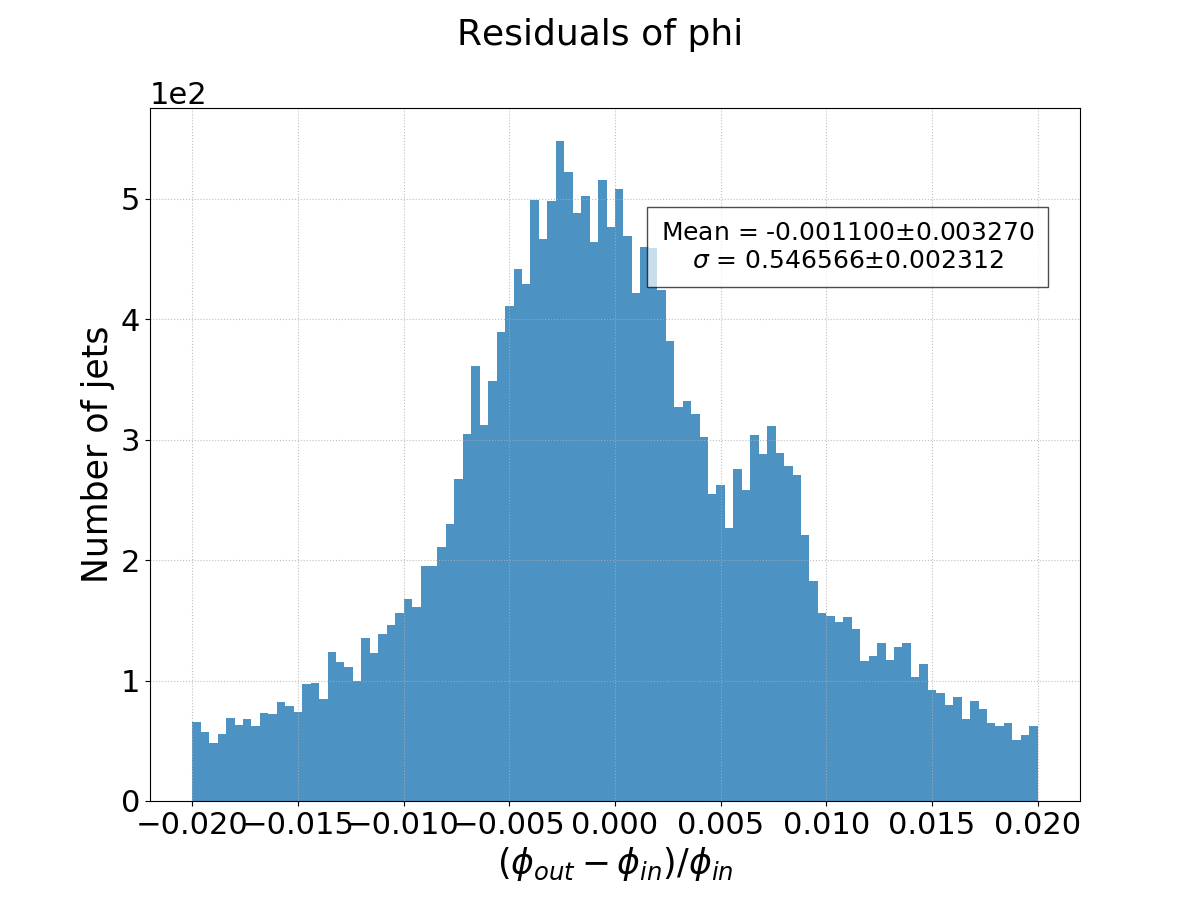 Residuals of phi
1e2
5
4
3
2
1
0
Number of jets
Mean = -0.001100±0.003270
σ = 0.546566±0.002312
−0.020 −0.015 −0.010 −0.005 0.000 0.005 0.010 0.015 0.020
(ϕout − ϕin)/ϕin